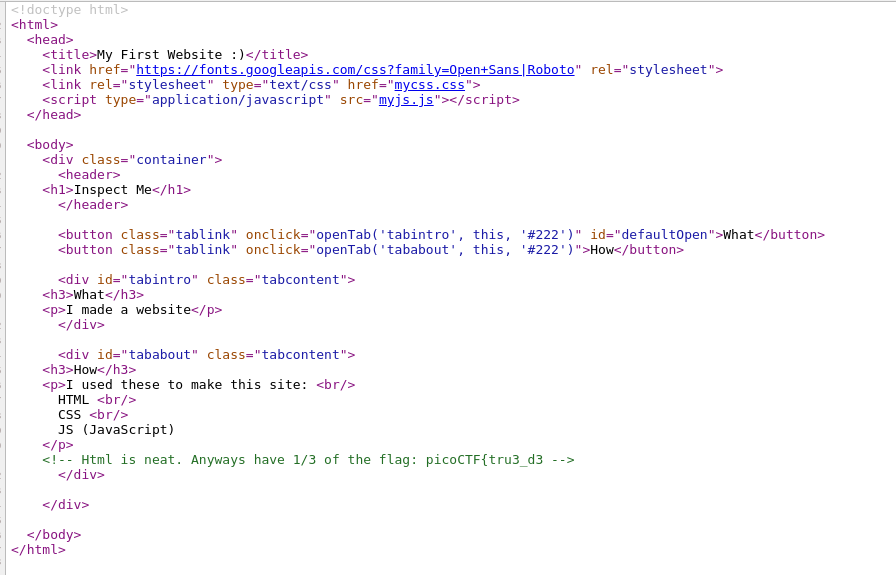 <!doctype html>
<html>
<head>
<title>My First Website :)</title>
<link href="https://fonts.googleapis.com/css?family=Open+Sans|Roboto" rel="stylesheet">
<link rel="stylesheet" type="text/css" href="mycss.css">
<script type="application/javascript" src="myjs.js"></script>
</head>
<body>
<div class="container">
<header>
<h1>Inspect Me</h1>
</header>
<button class="tablink" onclick="openTab('tabintro', this, '#222')" id="defaultOpen">What</button>
<button class="tablink" onclick="openTab('tababout', this, '#222')">How</button>
<div id="tabintro" class="tabcontent">
<h3>What</h3>
<p>I made a website</p>
</div>
<div id="tababout" class="tabcontent">
<h3>How</h3>
<p>I used these to make this site: <br/>
HTML <br/>
CSS <br/>
JS (JavaScript)
</p>
<!-- Html is neat. Anyways have 1/3 of the flag: picoCTF{tru3_d3 -->
</div>
</div>
</body>
</html>